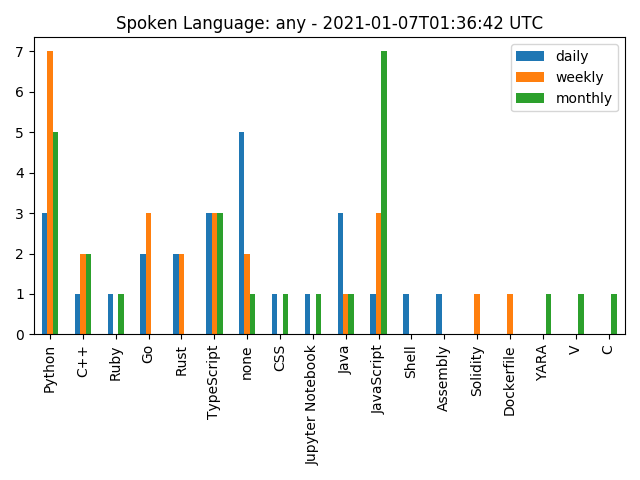 Spoken Language: any - 2021-01-07T01:36:42 UTC
daily
weekly
monthly
7
6
5
4
3
2
1
0
Python
C++
Ruby
Go
Rust
TypeScript
none
CSS
Jupyter Notebook
Java
JavaScript
Shell
Assembly
Solidity
Dockerfile
YARA
V
C